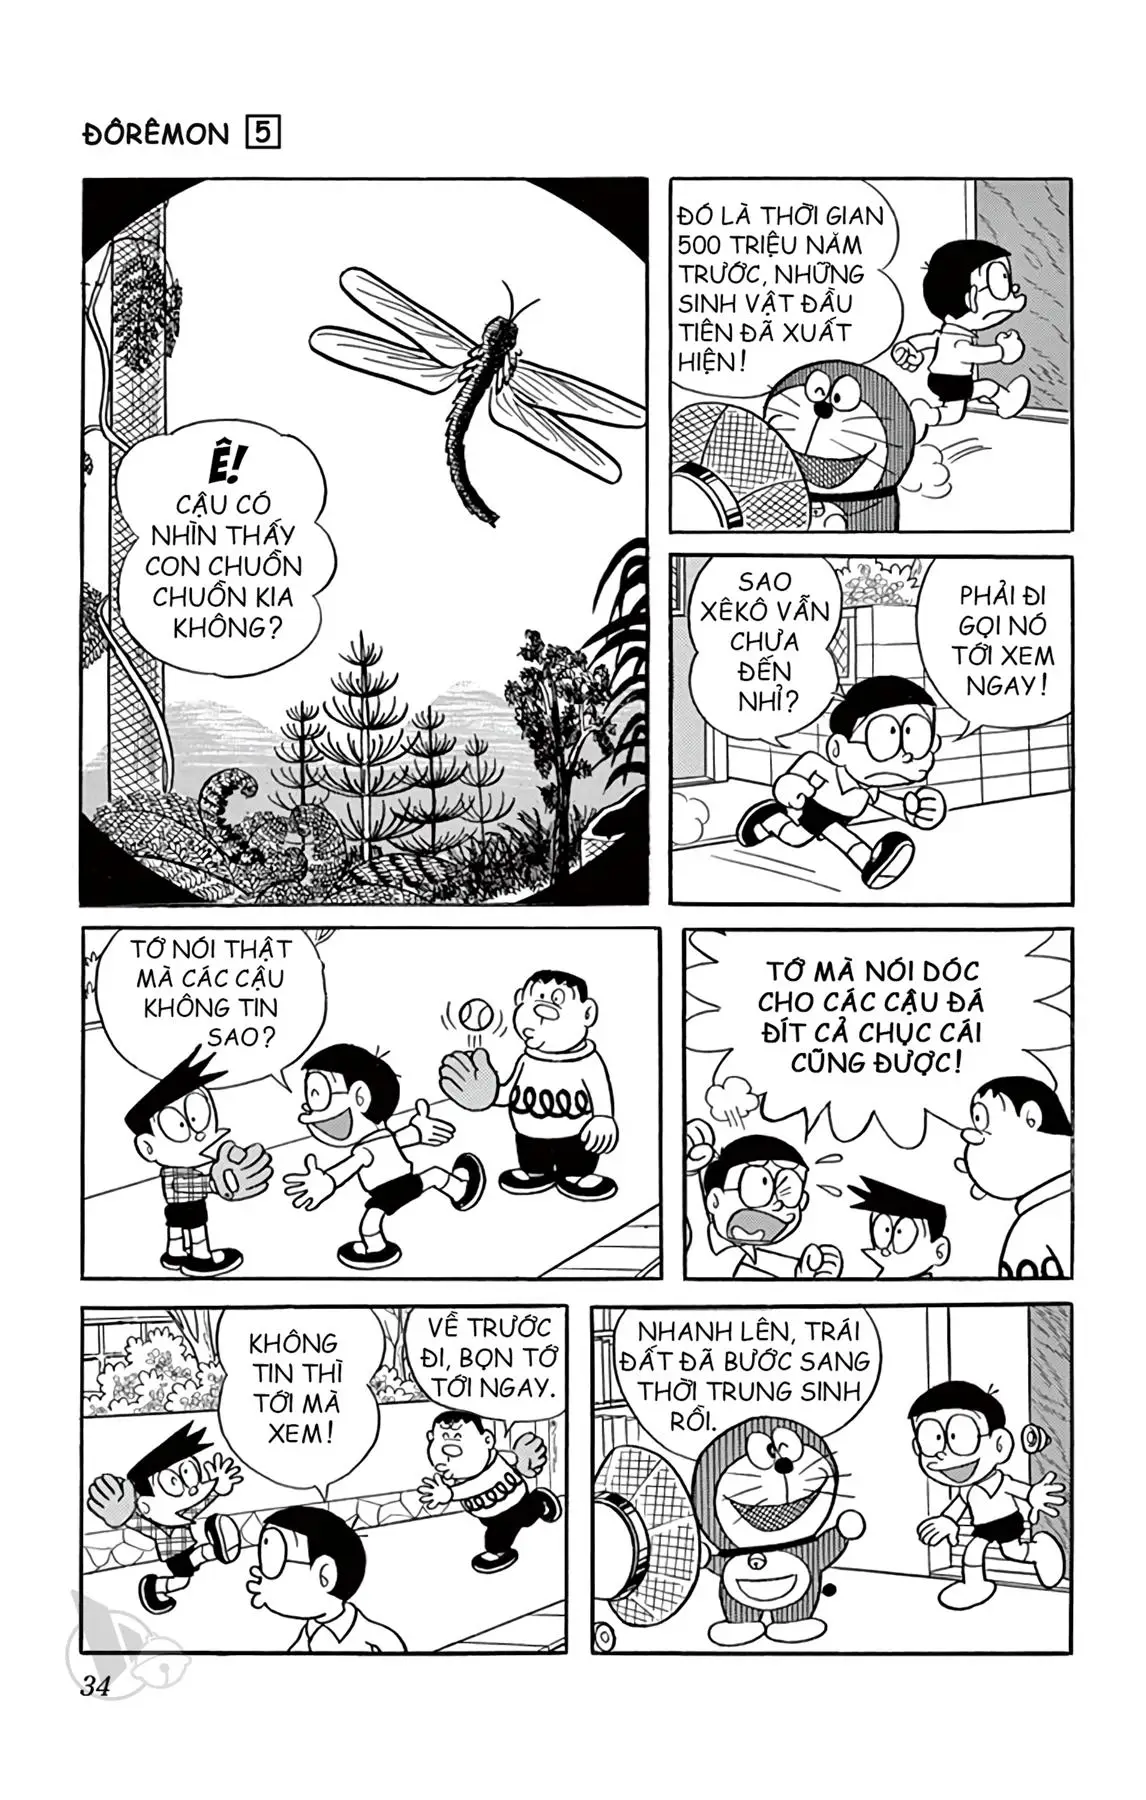 ĐÔRÊMON 5
Ê!
CẬU CÓ
NHÌN THẤY
CON CHUỒN
CHUỒN KIA
KHÔNG?
ĐÓ LÀ THỜI GIAN
500 TRIỆU NĂM
TRƯỚC, NHỮNG
SINH VẬT ĐẦU
TIÊN ĐÃ XUẤT
HIỆN!
SAO
XÊKÔ VẪN
CHƯA
ĐẾN
NHỈ?
PHẢI ĐI
GỌI NÓ
TỚI XEM
NGAY!
TỚ NÓI THẬT
MÀ CÁC CẬU
KHÔNG TIN
SAO?
TỚ MÀ NÓI DÓC
CHO CÁC CẬU ĐÁ
ĐÍT CẢ CHỤC CÁI
CŨNG ĐƯỢC!
KHÔNG
TIN THÌ
TỚI MÀ
XEM!
VỀ TRƯỚC
ĐI, BỌN TỚ
TỚI NGAY.
NHANH LÊN, TRÁI
ĐẤT ĐÃ BƯỚC SANG
THỜI TRUNG SINH
RỒI.
34